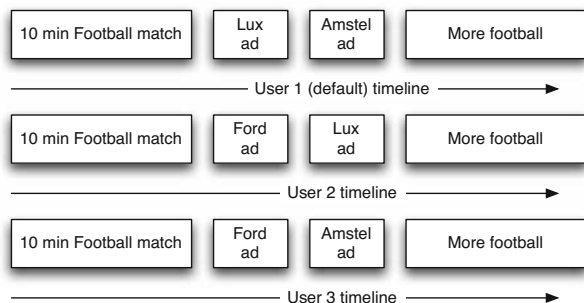 10 min Football match
Lux
ad
Amstel
ad
More football
User 1 (default) timeline
10 min Football match
Ford
ad
Lux
ad
More football
User 2 timeline
10 min Football match
Ford
ad
Amstel
ad
More football
User 3 timeline